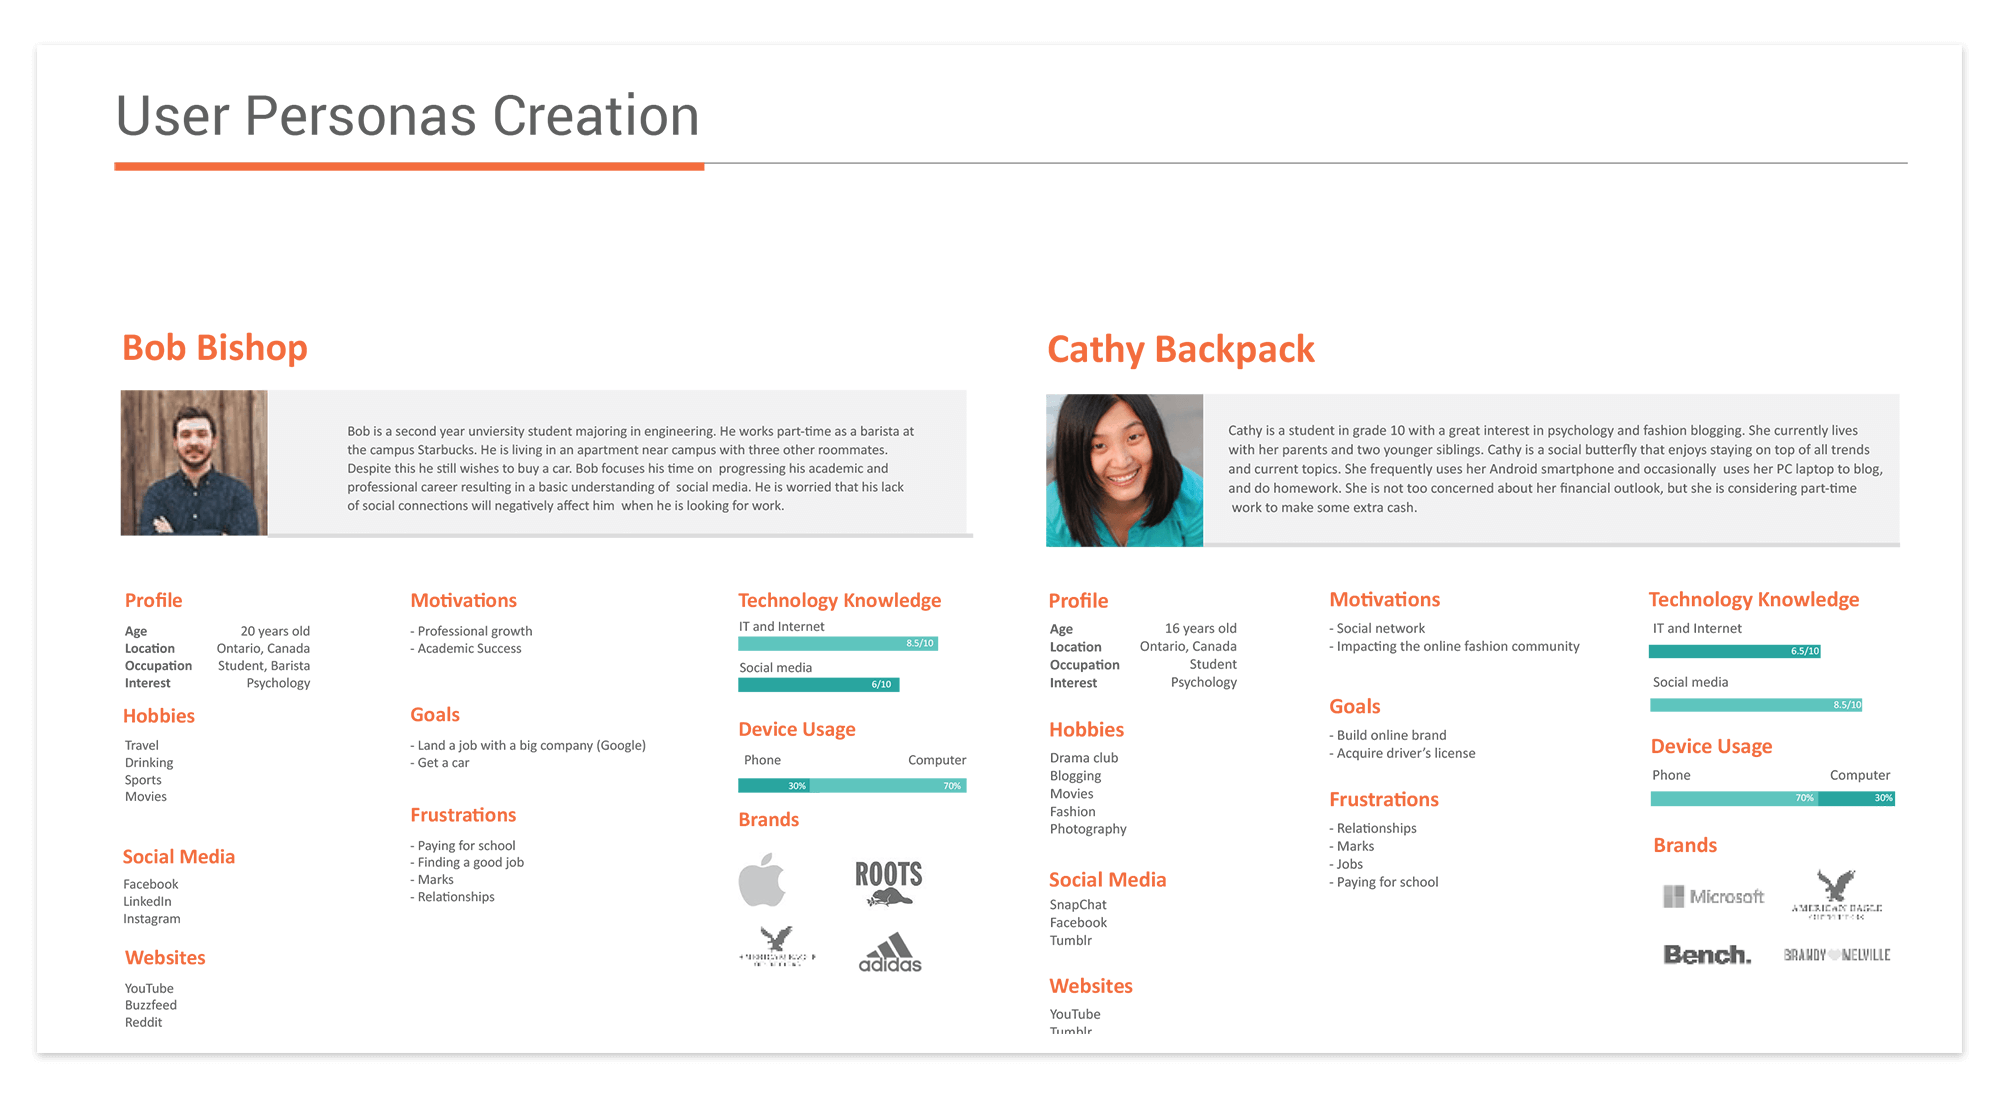 User Personas Creation
Bob Bishop
Bob is a second year unviersity student majoring in engineering. He works part-time as a barista at
the campus Starbucks. He is living in an apartment near campus with three other roommates.
Despite this he still wishes to buy a car. Bob focuses his time on progressing his academic and
professional career resulting in a basic understanding of social media. He is worried that his lack
of social connections will negatively affect him when he is looking for work.
Profile
Age 20 years old
Location Ontario, Canada
Occupation Student, Barista
Interest Psychology
Hobbies
Travel
Drinking
Sports
Movies
Social Media
Facebook
LinkedIn
Instagram
Websites
YouTube
Buzzfeed
Reddit
Motivations
- Professional growth
- Academic Success
Goals
- Land a job with a big company (Google)
- Get a car
Frustrations
- Paying for school
- Finding a good job
- Marks
- Relationships
Technology Knowledge
IT and Internet
8.5/10
Social media
6/10
Device Usage
Phone Computer
30% 70%
Brands
ROOTS
adidas
Cathy Backpack
Cathy is a student in grade 10 with a great interest in psychology and fashion blogging. She currently lives
with her parents and two younger siblings. Cathy is a social butterfly that enjoys staying on top of all trends
and current topics. She frequently uses her Android smartphone and occasionally uses her PC laptop to blog,
and do homework. She is not too concerned about her financial outlook, but she is considering part-time
work to make some extra cash.
Profile
Age 16 years old
Location Ontario, Canada
Occupation Student
Interest Psychology
Hobbies
Drama club
Blogging
Movies
Fashion
Photography
Social Media
SnapChat
Facebook
Tumblr
Websites
YouTube
Tumblr
Motivations
- Social network
- Impacting the online fashion community
Goals
- Build online brand
- Acquire driver's license
Frustrations
- Relationships
- Marks
- Jobs
- Paying for school
Technology Knowledge
IT and Internet
6.5/10
Social media
8.5/10
Device Usage
Phone Computer
70% 30%
Brands
Microsoft
AMERICAN EAGLE
Bench.
BRANDY MELVILLE